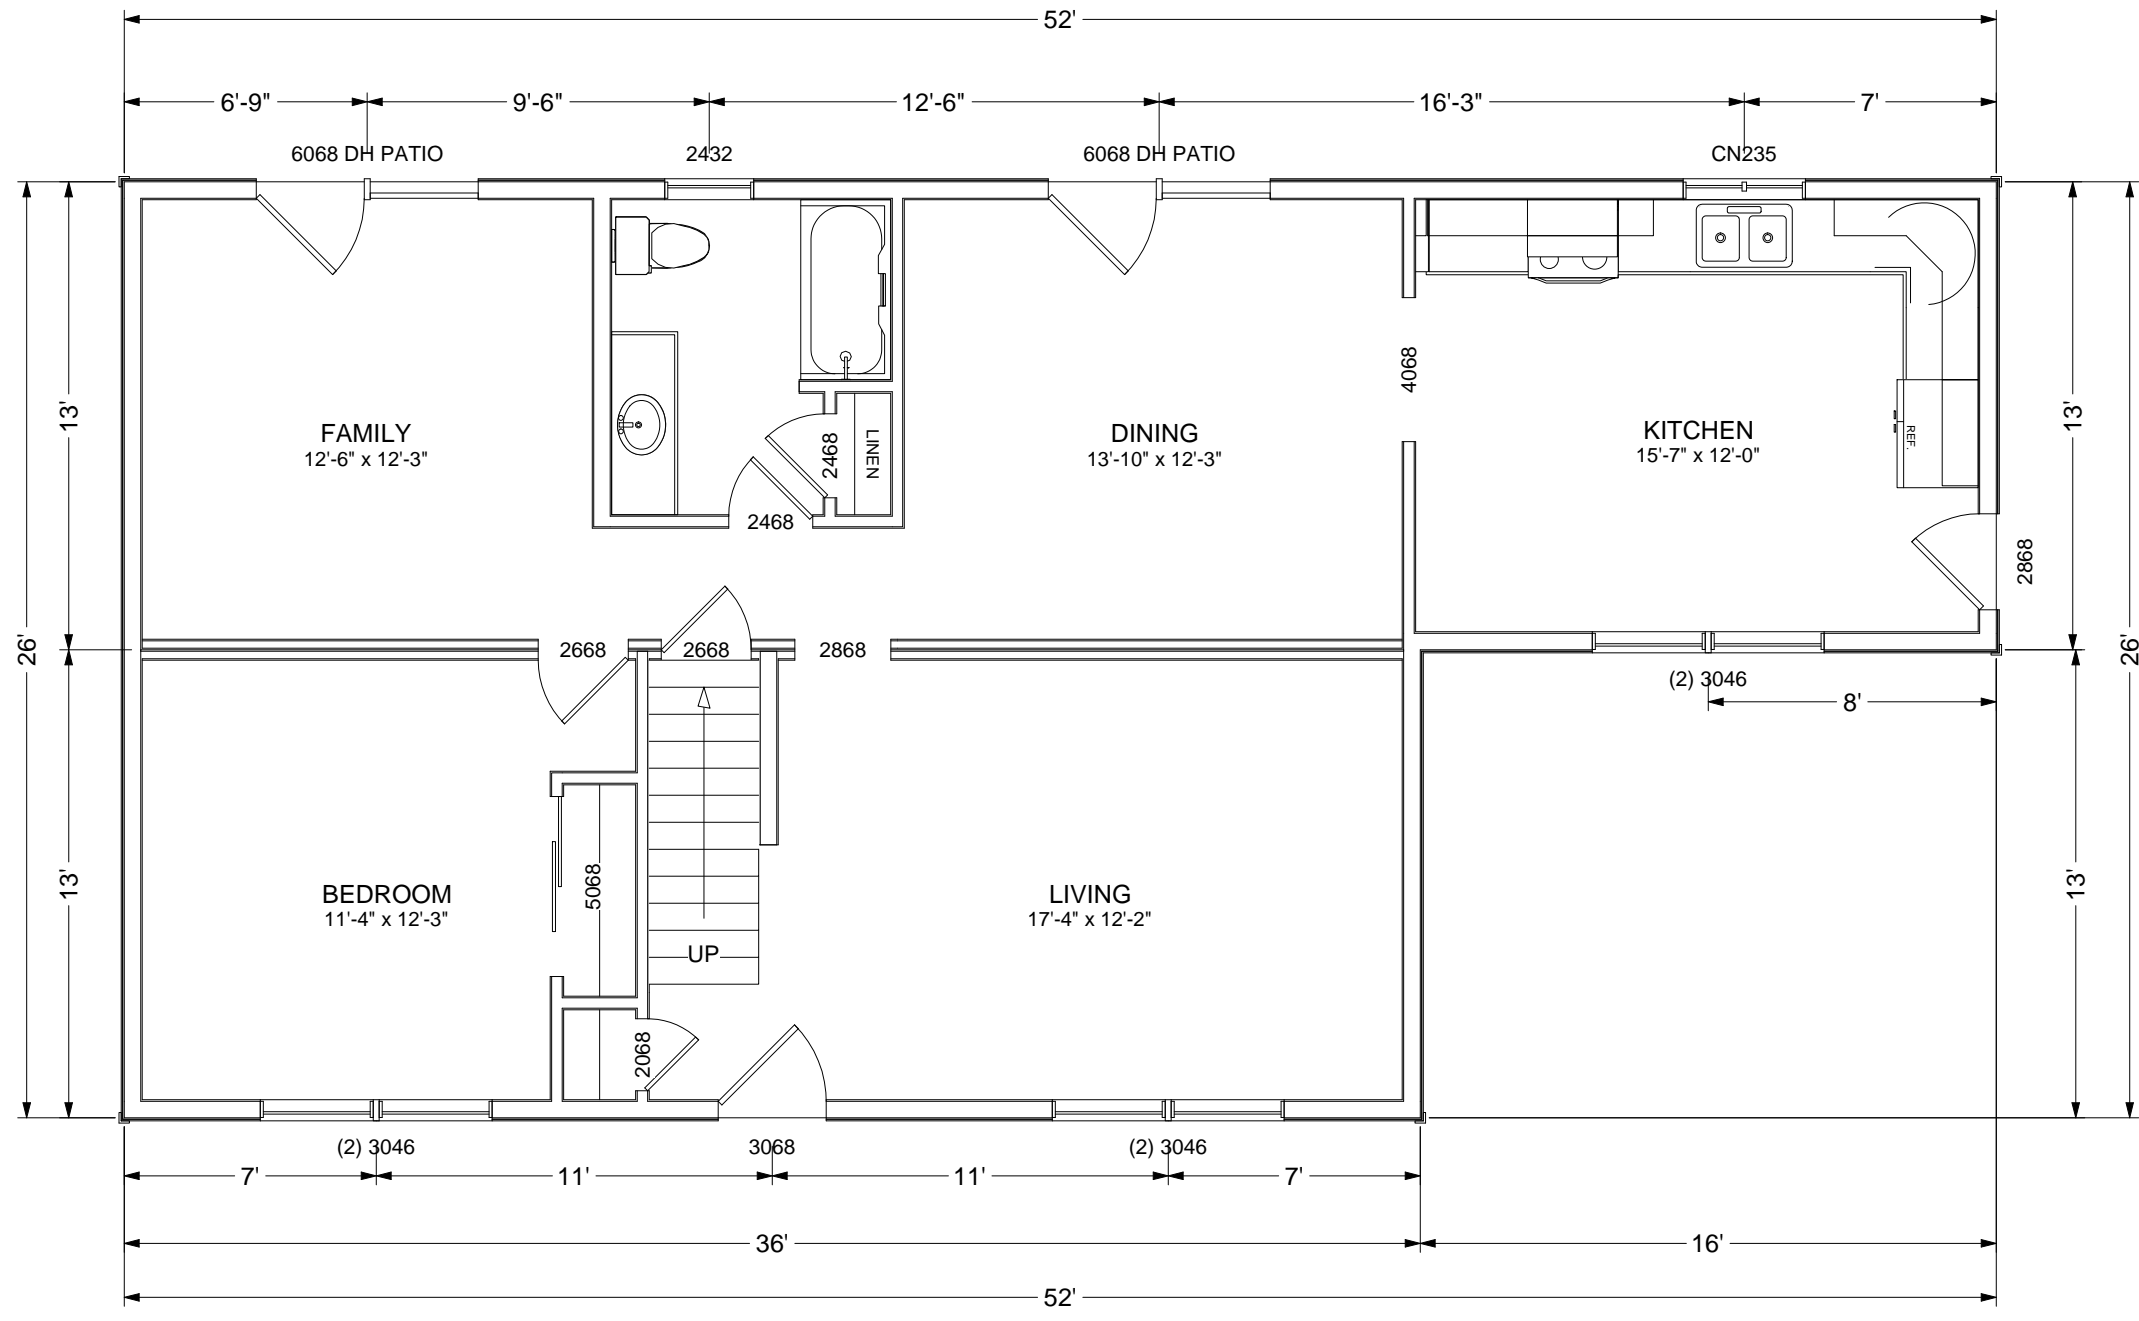 52'
6'-9"
9'-6"
12'-6"
16'-3"
7'
6068 DH PATIO
2432
6068 DH PATIO
CN235
26'
13'
FAMILY
12'-6" x 12'-3"
2468
LINEN
2468
DINING
13'-10" x 12'-3"
4068
KITCHEN
15'-7" x 12'-0"
REF.
2868
13'
26'
2668
2668
2868
(2) 3046
8'
13'
BEDROOM
11'-4" x 12'-3"
5068
UP
2068
LIVING
17'-4" x 12'-2"
13'
(2) 3046
3068
(2) 3046
7'
11'
11'
7'
36'
16'
52'